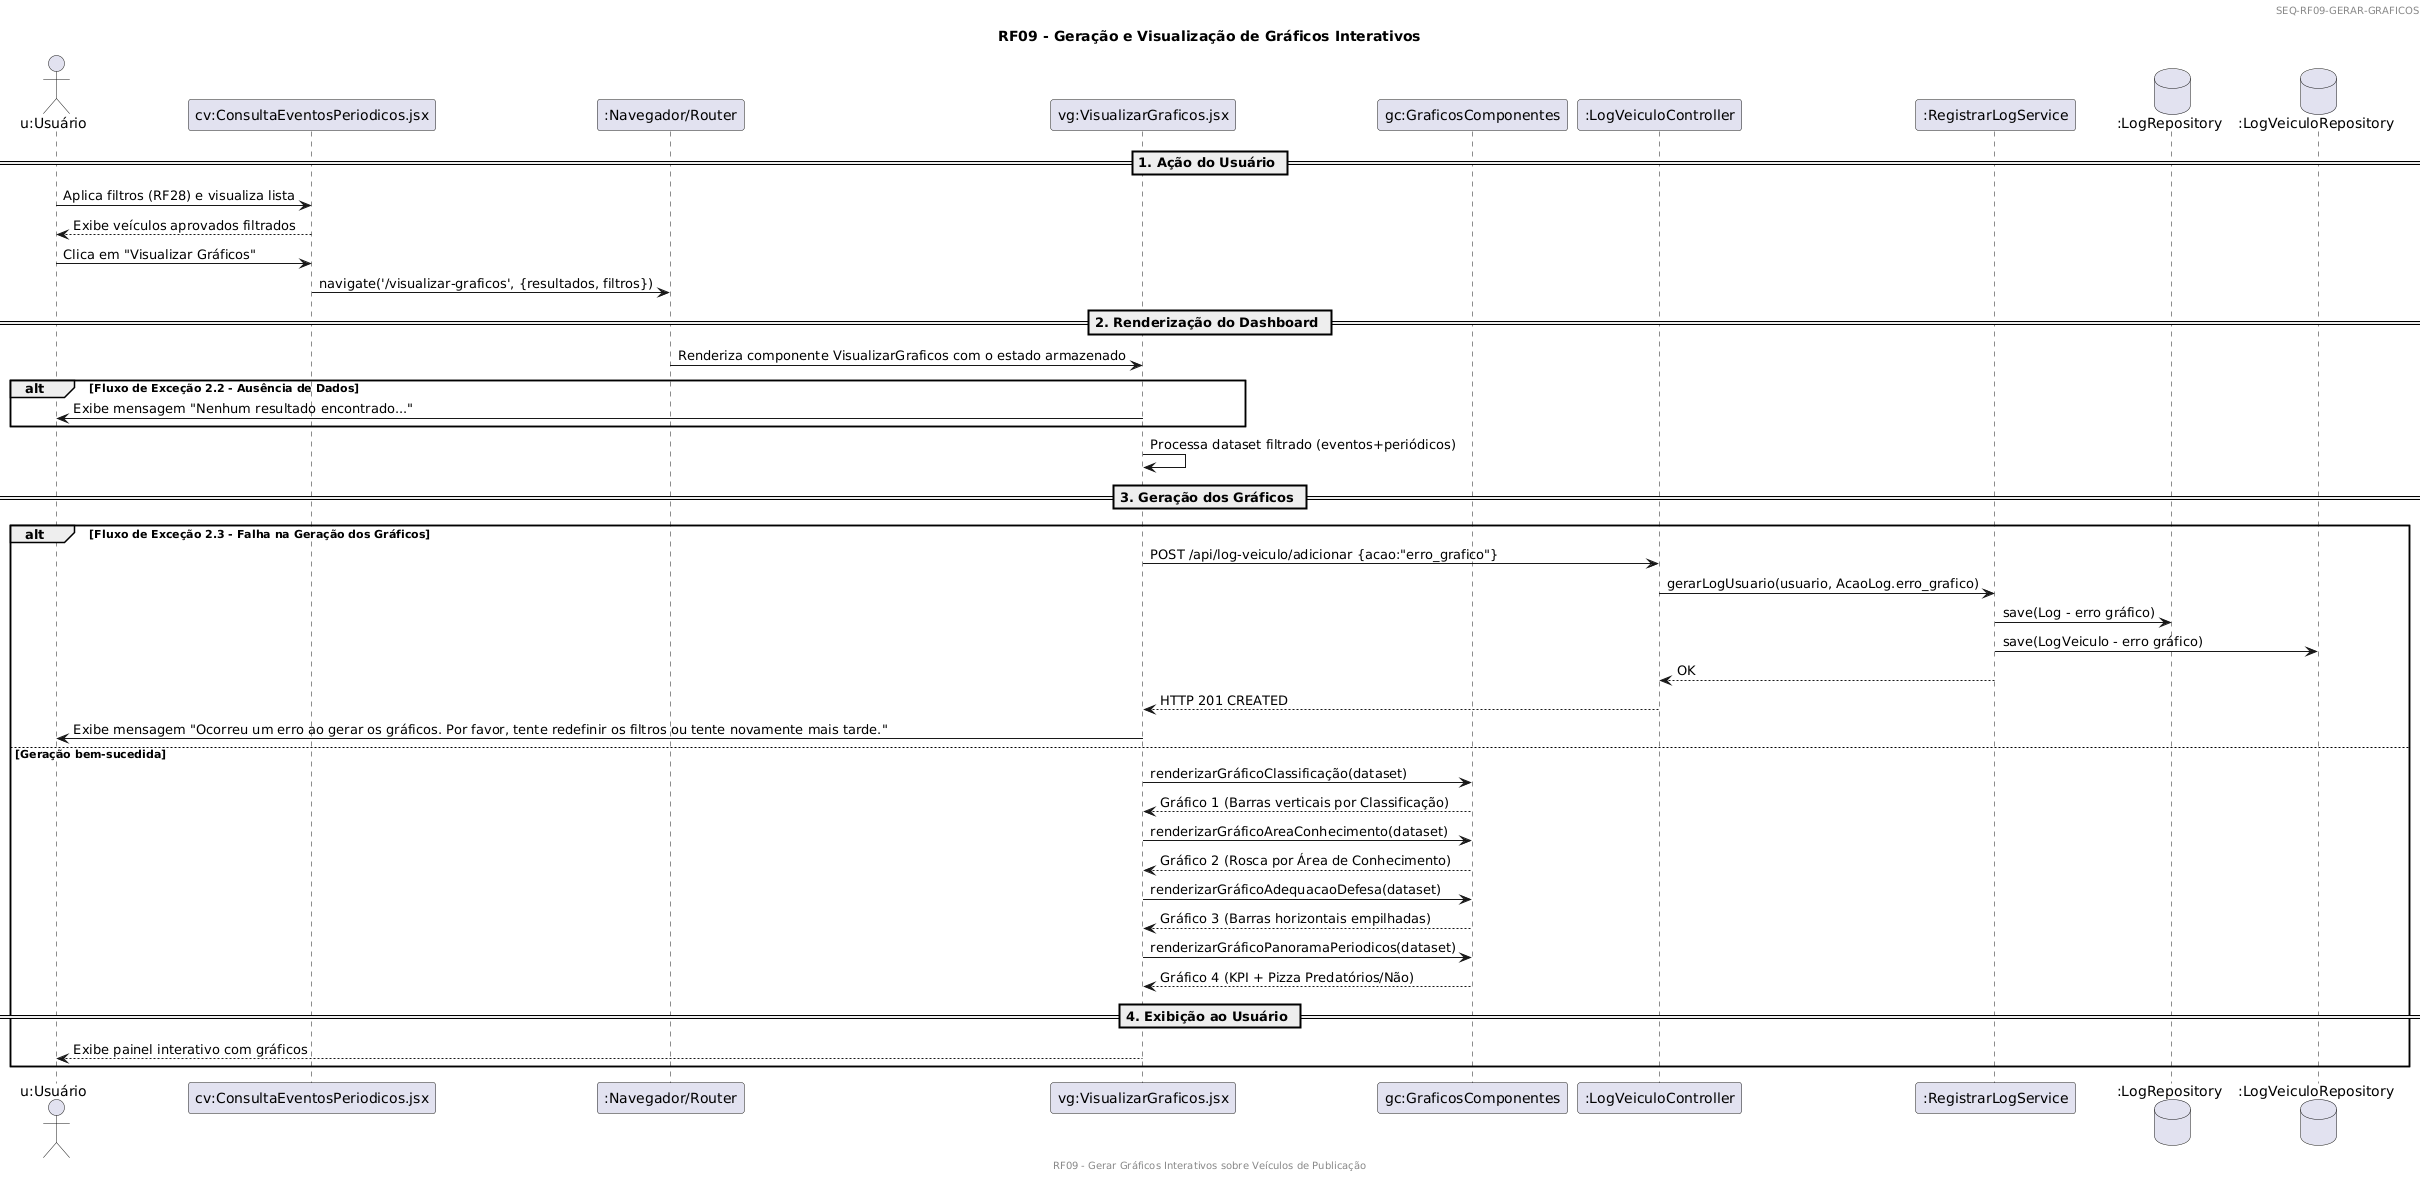 SEQ-RF09-GERAR-GRAFICOS
RF09 - Geração e Visualização de Gráficos Interativos
u:Usuário
cv:ConsultaEventosPeriodicos.jsx
:Navegador/Router
vg:VisualizarGraficos.jsx
gc:GraficosComponentes
:LogVeiculoController
:RegistrarLogService
:LogRepository
:LogVeiculoRepository
1. Ação do Usuário
Aplica filtros (RF28) e visualiza lista
Exibe veículos aprovados filtrados
Clica em "Visualizar Gráficos"
navigate('/visualizar-graficos', {resultados, filtros})
2. Renderização do Dashboard
Renderiza componente VisualizarGraficos com o estado armazenado
alt
[Fluxo de Exceção 2.2 - Ausência de Dados]
Exibe mensagem "Nenhum resultado encontrado..."
Processa dataset filtrado (eventos+periódicos)
3. Geração dos Gráficos
alt
[Fluxo de Exceção 2.3 - Falha na Geração dos Gráficos]
POST /api/log-veiculo/adicionar {acao:"erro_grafico"}
gerarLogUsuario(usuario, AcaoLog.erro_grafico)
save(Log - erro gráfico)
save(LogVeiculo - erro gráfico)
OK
HTTP 201 CREATED
Exibe mensagem "Ocorreu um erro ao gerar os gráficos. Por favor, tente redefinir os filtros ou tente novamente mais tarde."
[Geração bem-sucedida]
renderizarGráficoClassificação(dataset)
Gráfico 1 (Barras verticais por Classificação)
renderizarGráficoAreaConhecimento(dataset)
Gráfico 2 (Rosca por Área de Conhecimento)
renderizarGráficoAdequacaoDefesa(dataset)
Gráfico 3 (Barras horizontais empilhadas)
renderizarGráficoPanoramaPeriodicos(dataset)
Gráfico 4 (KPI + Pizza Predatórios/Não)
4. Exibição ao Usuário
Exibe painel interativo com gráficos
u:Usuário
cv:ConsultaEventosPeriodicos.jsx
:Navegador/Router
vg:VisualizarGraficos.jsx
gc:GraficosComponentes
:LogVeiculoController
:RegistrarLogService
:LogRepository
:LogVeiculoRepository
RF09 - Gerar Gráficos Interativos sobre Veículos de Publicação